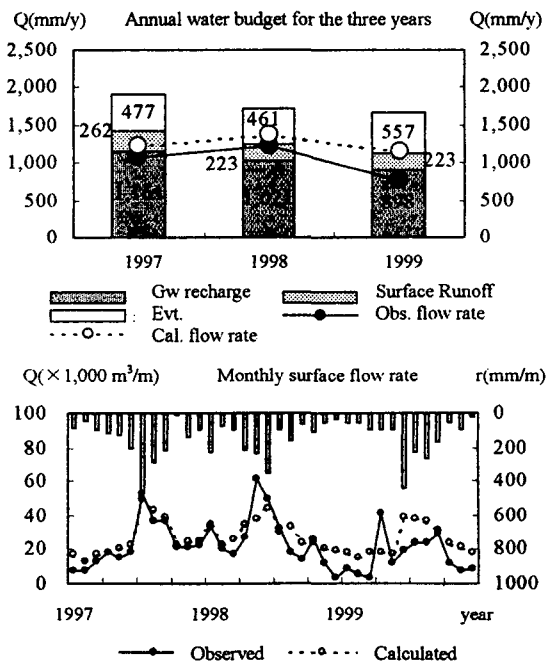 Q(mm/y) Annual water budget for the three years Q(mm/y)
2,500 2,500
2,000 2,000
1,500 1,500
1,000 1,000
500 500
0 0
477 461 557
262 223 223
1997 1998 1999
Gw recharge Surface Runoff
Evt. Obs. flow rate
Cal. flow rate
Q(×1,000 m³/m) Monthly surface flow rate r(mm/m)
100 0
80 200
60 400
40 600
20 800
0 1000
1997 1998 1999 year
Observed Calculated